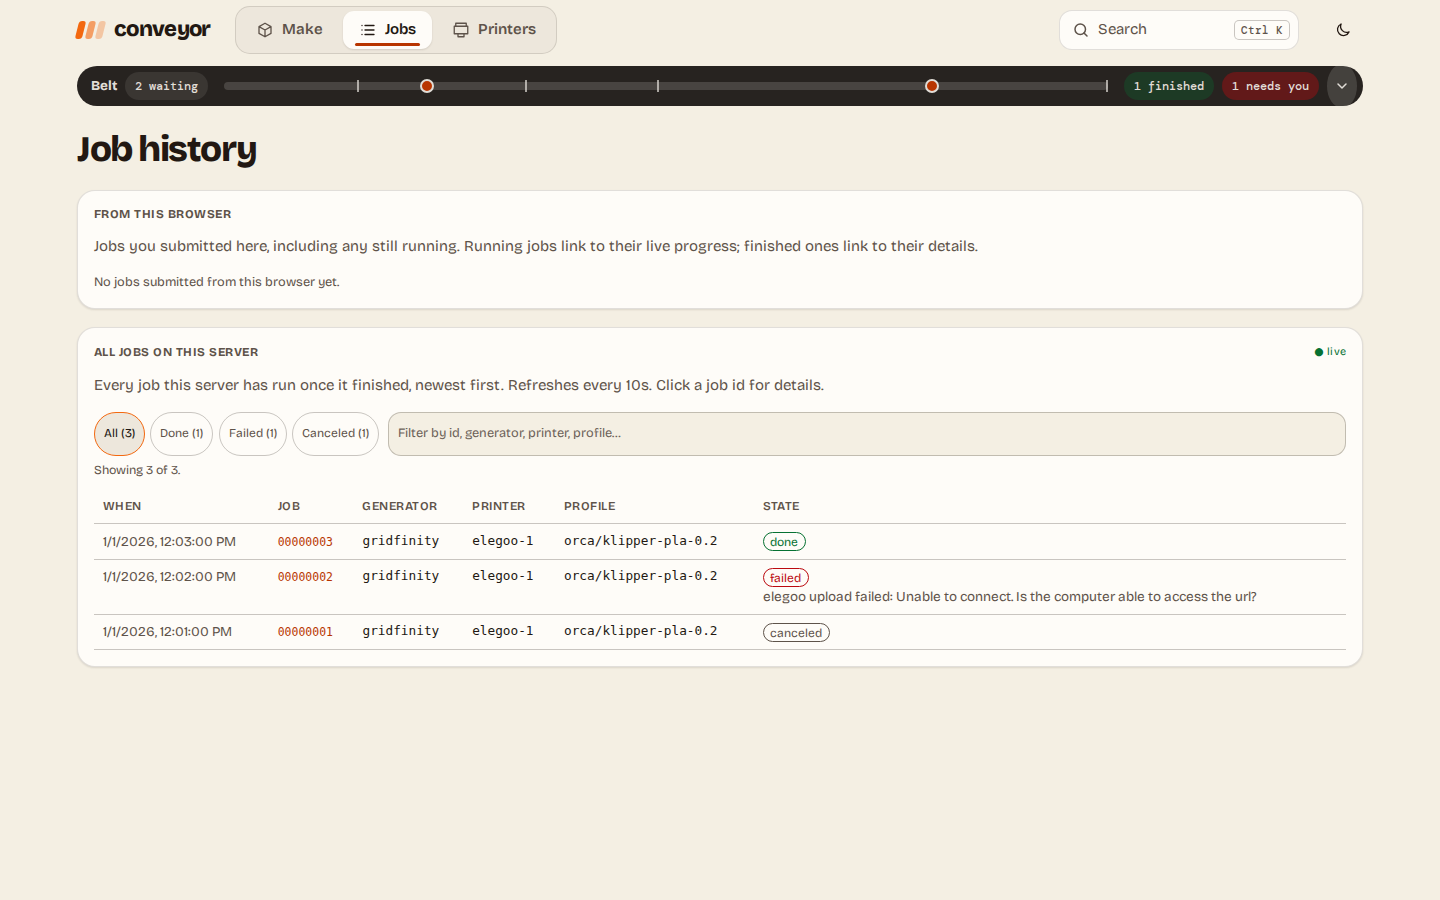 conveyor
Make
Jobs
Printers
Search
Ctrl K
Belt
2 waiting
1 finished
1 needs you
Job history
FROM THIS BROWSER
Jobs you submitted here, including any still running. Running jobs link to their live progress; finished ones link to their details.
No jobs submitted from this browser yet.
ALL JOBS ON THIS SERVER
live
Every job this server has run once it finished, newest first. Refreshes every 10s. Click a job id for details.
All (3)
Done (1)
Failed (1)
Canceled (1)
Filter by id, generator, printer, profile...
Showing 3 of 3.
WHEN JOB GENERATOR PRINTER PROFILE STATE
1/1/2026, 12:03:00 PM 00000003 gridfinity elegoo-1 orca/klipper-pla-0.2 done
1/1/2026, 12:02:00 PM 00000002 gridfinity elegoo-1 orca/klipper-pla-0.2 failed
elegoo upload failed: Unable to connect. Is the computer able to access the url?
1/1/2026, 12:01:00 PM 00000001 gridfinity elegoo-1 orca/klipper-pla-0.2 canceled